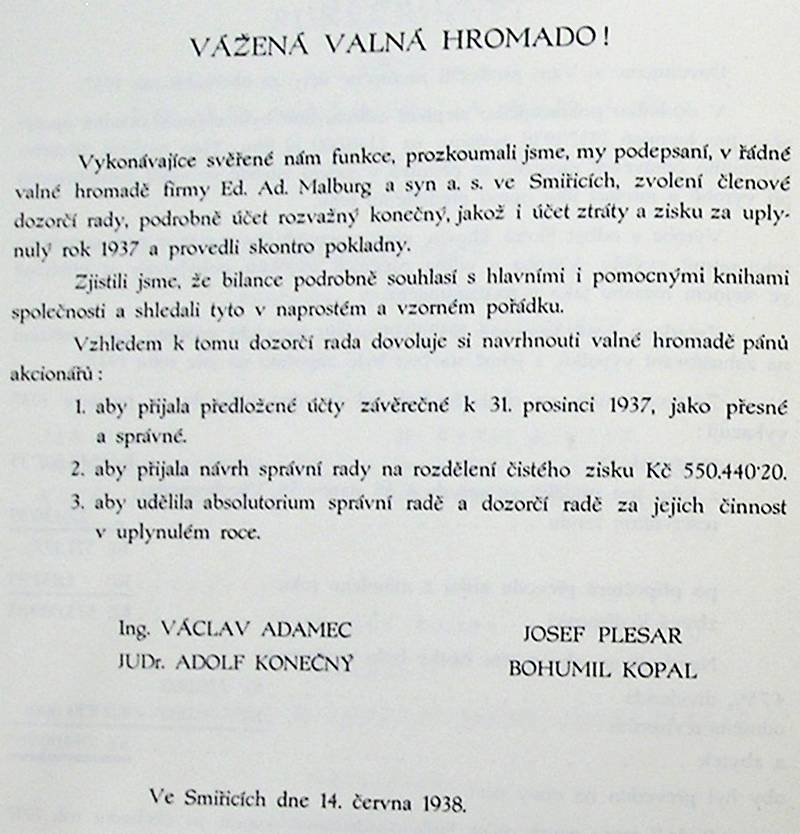 VÁŽENÁ VALNÁ HROMADO!
Vykonávajíce svěřené nám funkce, prozkoumali jsme, my podepsaní, v řádné
valné hromadě firmy Ed. Ad. Malburg a syn a. s. ve Smiřicích, zvolení členové
dozorčí rady, podrobně účet rozvažný konečný, jakož i účet ztráty a zisku za uply-
nulý rok 1937 a provedli skontro pokladny.
Zjistili jsme, že bilance podrobně souhlasí s hlavními i pomocnými knihami
společnosti a shledali tyto v naprostém a vzorném pořádku.
Vzhledem k tomu dozorčí rada dovoluje si navrhnouti valné hromadě pánů
akcionářů:
1. aby přijala předložené účty závěrečné k 31. prosinci 1937, jako přesné
a správné.
2. aby přijala návrh správní rady na rozdělení čistého zisku Kč 550.440·20.
3. aby udělila absolutorium správní radě a dozorčí radě za jejich činnost
v uplynulém roce.
Ing. VÁCLAV ADAMEC
JUDr. ADOLF KONEČNÝ
JOSEF PLESAR
BOHUMIL KOPAL
Ve Smiřicích dne 14. června 1938.